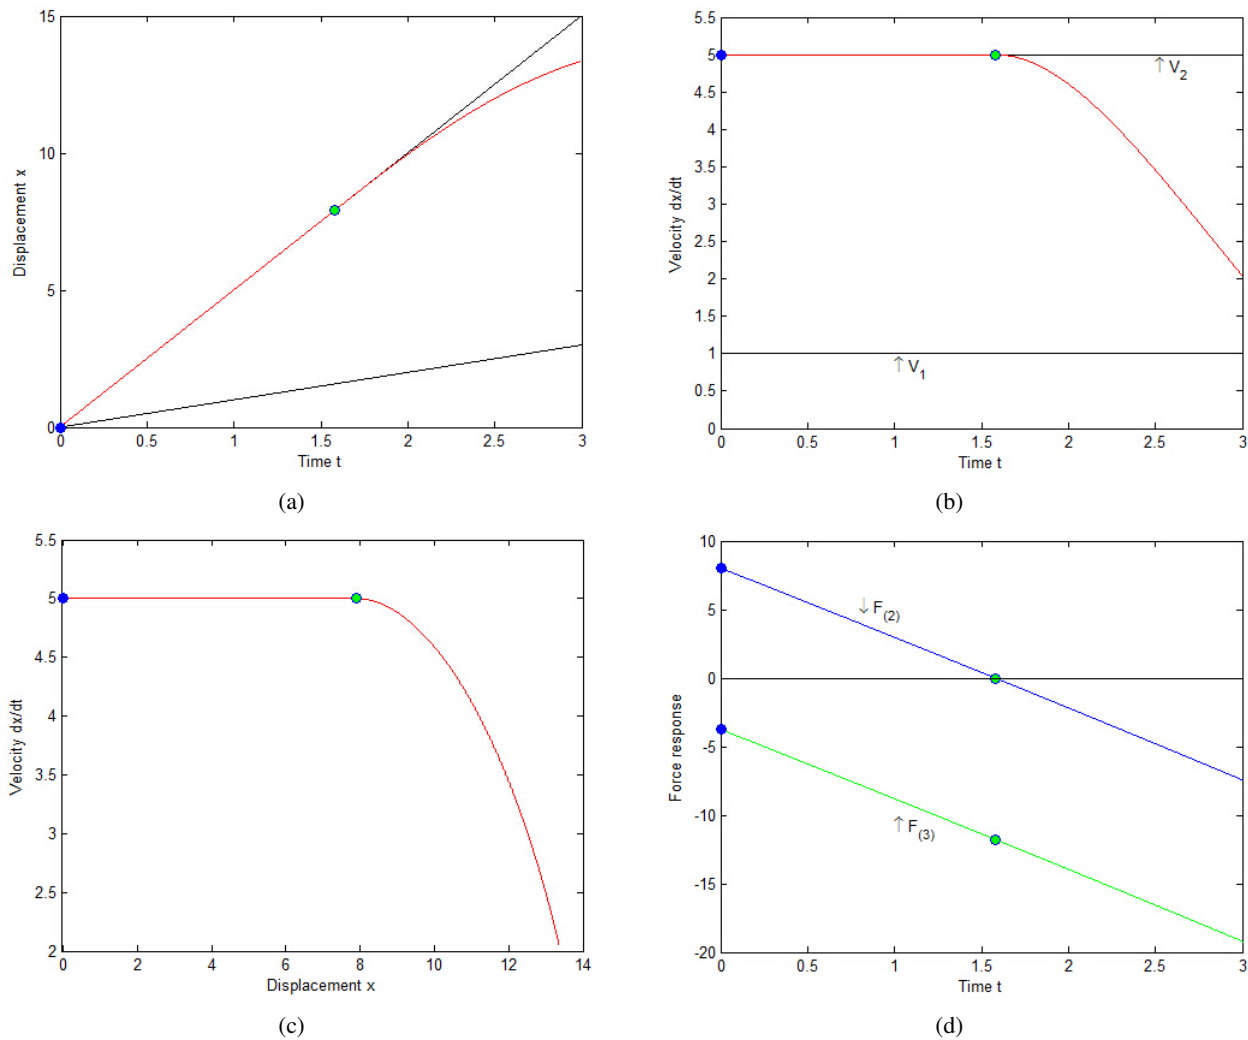 15
10
5
0
Displacement x
0 0.5 1 1.5 2 2.5 3
Time t
(a)
5.5
5
4.5
4
3.5
3
2.5
2
1.5
1
0.5
0
Velocity dx/dt
↑ V2
↑ V1
0 0.5 1 1.5 2 2.5 3
Time t
(b)
5.5
5
4.5
4
3.5
3
2.5
2
Velocity dx/dt
0 2 4 6 8 10 12 14
Displacement x
(c)
10
5
0
-5
-10
-15
-20
Force response
↓ F(2)
↑ F(3)
0 0.5 1 1.5 2 2.5 3
Time t
(d)